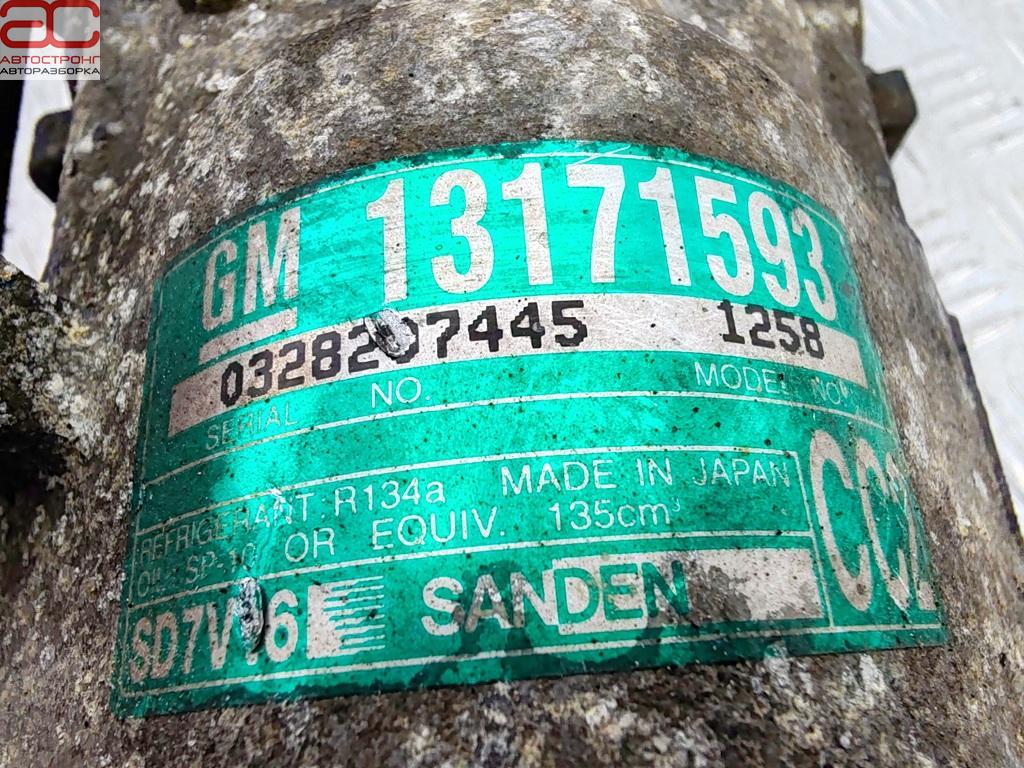 ac
АВТОСТРОНГ
АВТОРАЗБОРКА
GM 13171593
0328207445 1258
SERIAL NO. MODEL NO.
REFRIGERANT: R134a MADE IN JAPAN
OIL: SP-10 OR EQUIV. 135cm³
SD7V16 SANDEN